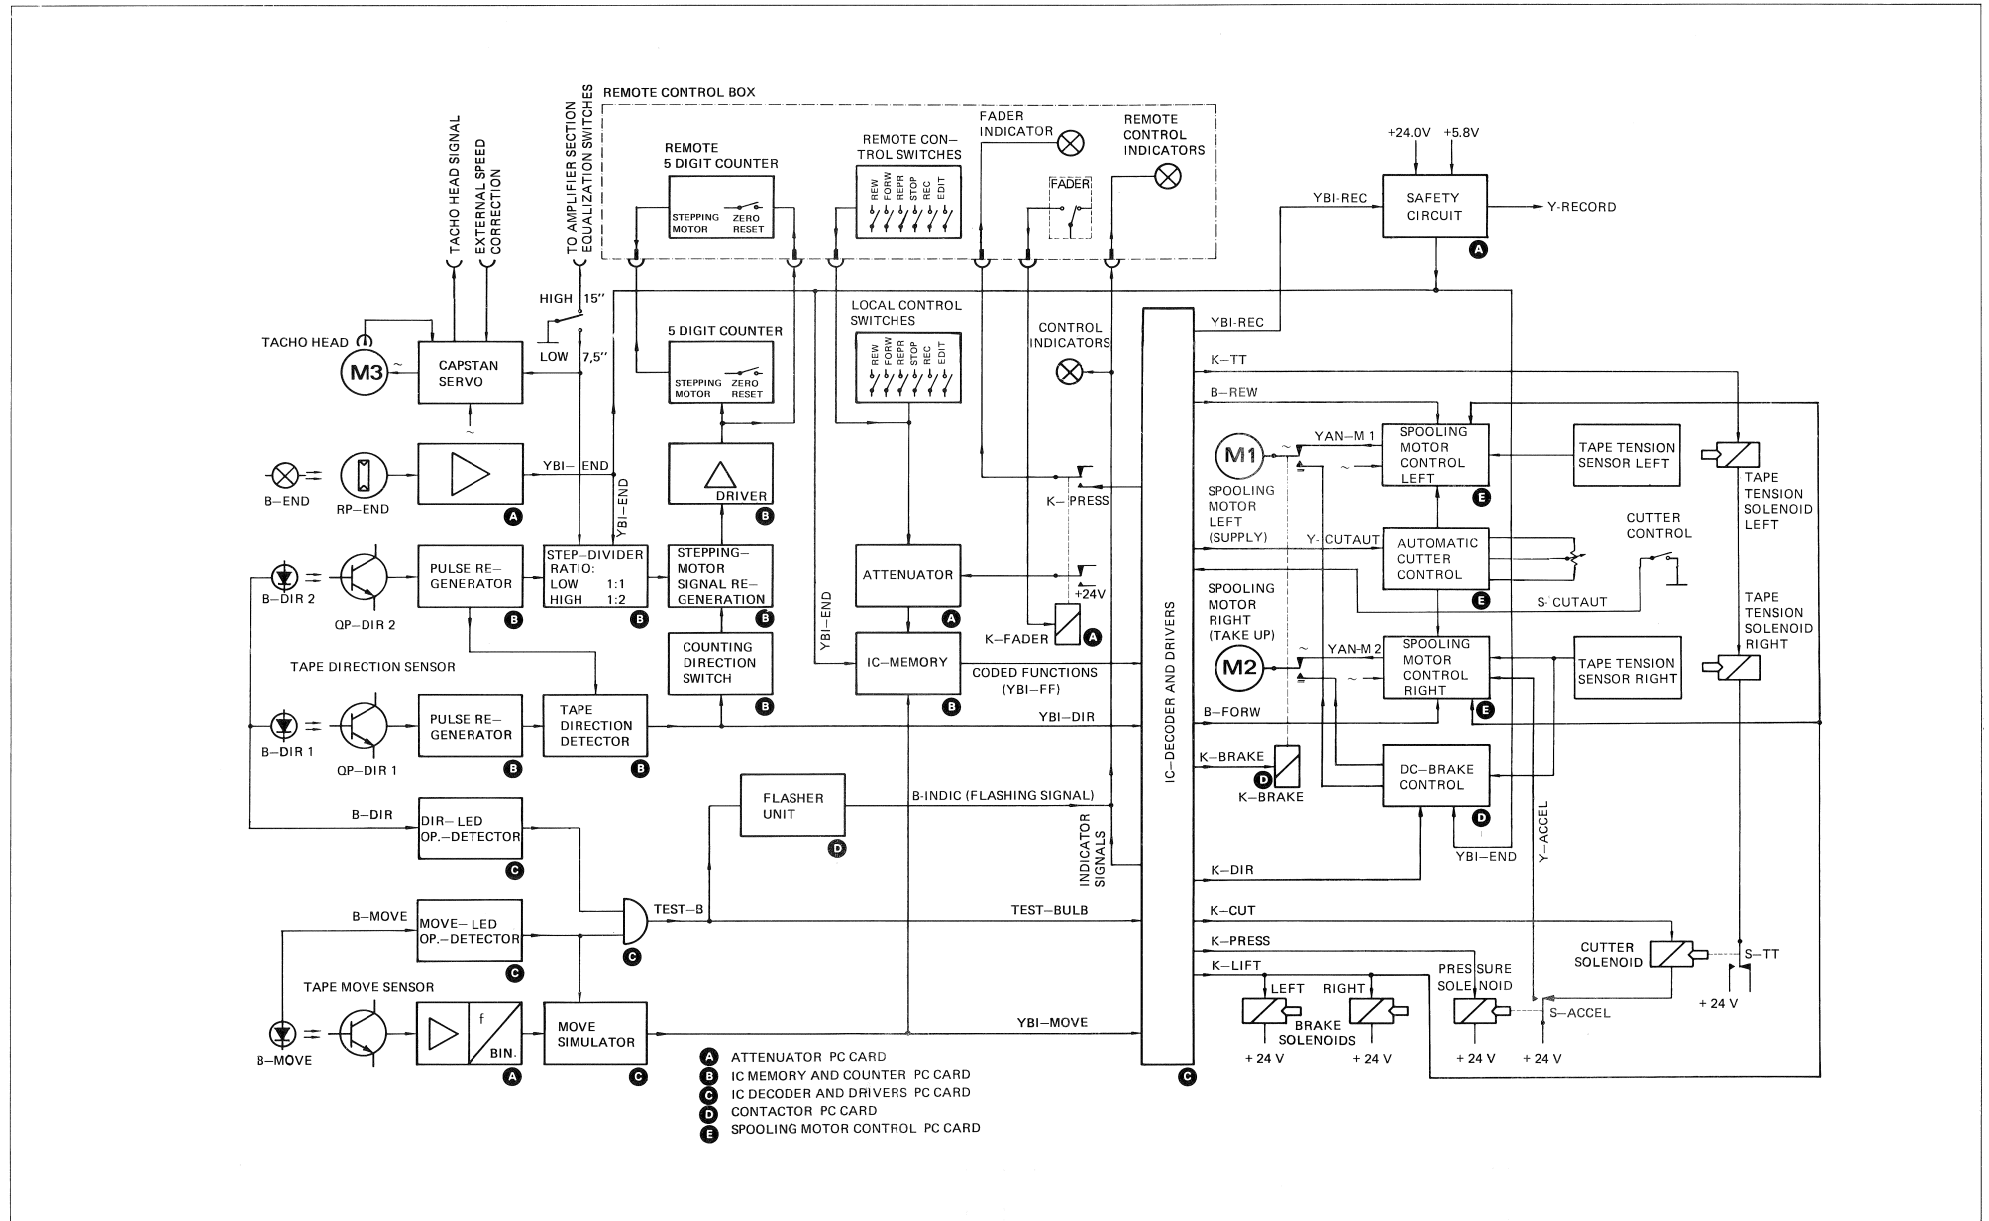 REMOTE CONTROL BOX
TACHO HEAD SIGNAL
EXTERNAL SPEED
CORRECTION
TO AMPLIFIER SECTION
EQUALIZATION SWITCHES
REMOTE
5 DIGIT COUNTER
STEPPING
MOTOR
ZERO
RESET
REMOTE CON—
TROL SWITCHES
REW
FORW
REPR
STOP
REC
EDIT
FADER
INDICATOR
FADER
REMOTE
CONTROL
INDICATORS
+24.0V
+5.8V
YBI-REC
SAFETY
CIRCUIT
Y-RECORD
A
HIGH
15"
LOW
7,5"
TACHO HEAD
M3
~
CAPSTAN
SERVO
~
5 DIGIT COUNTER
STEPPING
MOTOR
ZERO
RESET
LOCAL CONTROL
SWITCHES
REW
FORW
REPR
STOP
REC
EDIT
CONTROL
INDICATORS
YBI-REC
K—TT
B—REW
B—END
RP—END
A
YBI— END
YBI—END
DRIVER
B
K— PRESS
M1
~
YAN—M 1
~
SPOOLING
MOTOR
CONTROL
LEFT
E
TAPE TENSION
SENSOR LEFT
SPOOLING
MOTOR
LEFT
(SUPPLY)
TAPE
TENSION
SOLENOID
LEFT
B—DIR 2
QP—DIR 2
PULSE RE—
GENERATOR
B
STEP—DIVIDER
RATIO:
LOW 1:1
HIGH 1:2
STEPPING—
MOTOR
SIGNAL RE—
GENERATION
B
ATTENUATOR
A
+24V
K—FADER
A
Y- CUTAUT
AUTOMATIC
CUTTER
CONTROL
E
CUTTER
CONTROL
S- CUTAUT
TAPE DIRECTION SENSOR
COUNTING
DIRECTION
SWITCH
B
YBI—END
IC—MEMORY
B
CODED FUNCTIONS
(YBI—FF)
IC—DECODER AND DRIVERS
C
SPOOLING
MOTOR
RIGHT
(TAKE UP)
M2
~
YAN-M 2
~
SPOOLING
MOTOR
CONTROL
RIGHT
E
TAPE TENSION
SENSOR RIGHT
TAPE
TENSION
SOLENOID
RIGHT
B—DIR 1
QP—DIR 1
PULSE RE—
GENERATOR
B
TAPE
DIRECTION
DETECTOR
B
YBI—DIR
B—FORW
K—BRAKE
D
K—BRAKE
DC—BRAKE
CONTROL
D
YBI—END
Y—ACCEL
B—DIR
DIR—LED
OP.—DETECTOR
C
FLASHER
UNIT
D
B-INDIC (FLASHING SIGNAL)
INDICATOR
SIGNALS
K—DIR
B—MOVE
MOVE—LED
OP.—DETECTOR
C
TEST—B
C
TEST—BULB
K—CUT
K—PRESS
K—LIFT
CUTTER
SOLENOID
S—TT
+ 24 V
TAPE MOVE SENSOR
B—MOVE
f
BIN.
A
MOVE
SIMULATOR
C
YBI—MOVE
LEFT
RIGHT
BRAKE
SOLENOIDS
PRESSURE
SOLENOID
S—ACCEL
+ 24 V
+ 24 V
+ 24 V
+ 24 V
A ATTENUATOR PC CARD
B IC MEMORY AND COUNTER PC CARD
C IC DECODER AND DRIVERS PC CARD
D CONTACTOR PC CARD
E SPOOLING MOTOR CONTROL PC CARD